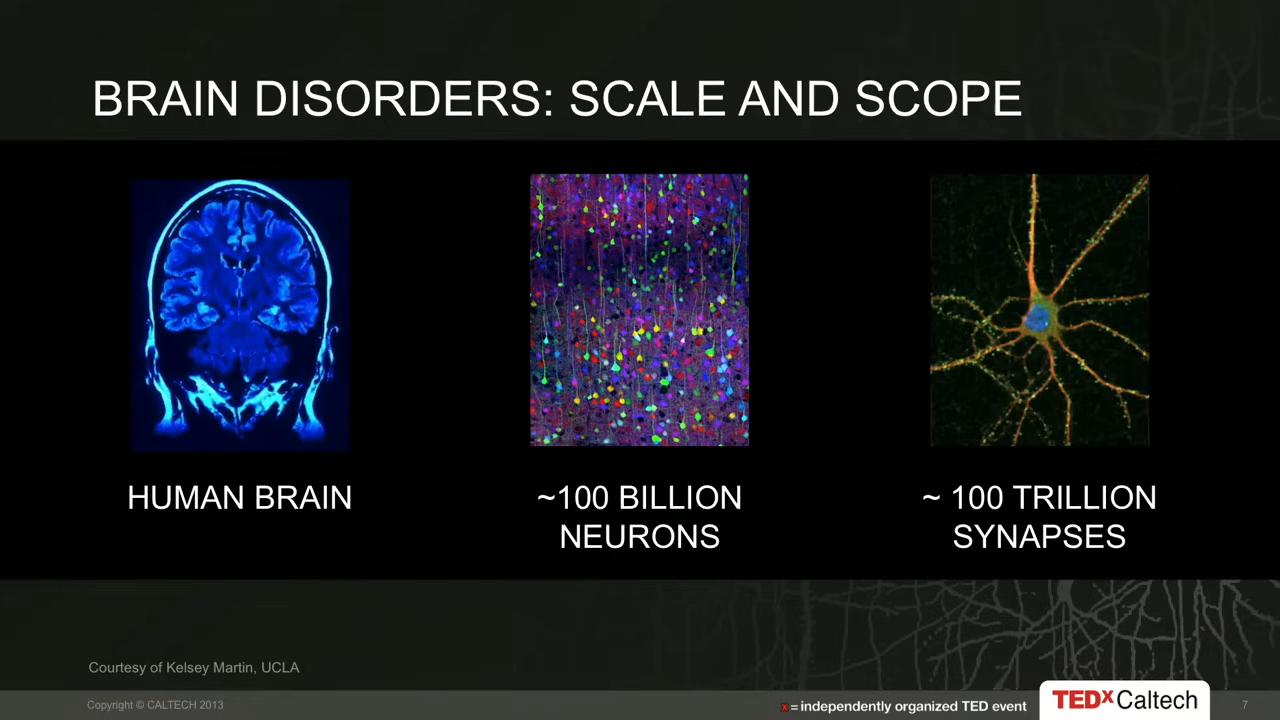 BRAIN DISORDERS: SCALE AND SCOPE
HUMAN BRAIN
~100 BILLION
NEURONS
~ 100 TRILLION
SYNAPSES
Courtesy of Kelsey Martin, UCLA
Copyright © CALTECH 2013
x = independently organized TED event
TEDxCaltech
7